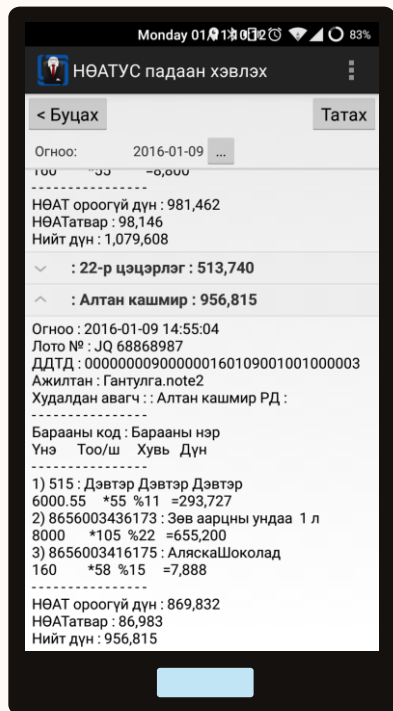 Monday 01 83%
НӨАТУС падаан хэвлэх
< Буцах Татах
Огноо: 2016-01-09 ...
160 *55 =8,800
- - - - - - - - - - - - - - - -
НӨАТ ороогүй дүн : 981,462
НӨАТатвар : 98,146
Нийт дүн : 1,079,608
: 22-р цэцэрлэг : 513,740
: Алтан кашмир : 956,815
Огноо : 2016-01-09 14:55:04
Лото № : JQ 68868987
ДДТД : 000000009000000160109001001000003
Ажилтан : Гантулга.note2
Худалдан авагч : : Алтан кашмир РД :
- - - - - - - - - - - - - - - -
Барааны код : Барааны нэр
Үнэ Тоо/ш Хувь Дүн
- - - - - - - - - - - - - - - -
1) 515 : Дэвтэр Дэвтэр Дэвтэр
6000.55 *55 %11 =293,727
2) 8656003436173 : Зөв аарцны ундаа 1 л
8000 *105 %22 =655,200
3) 8656003416175 : АляскаШоколад
160 *58 %15 =7,888
- - - - - - - - - - - - - - - -
НӨАТ ороогүй дүн : 869,832
НӨАТатвар : 86,983
Нийт дүн : 956,815